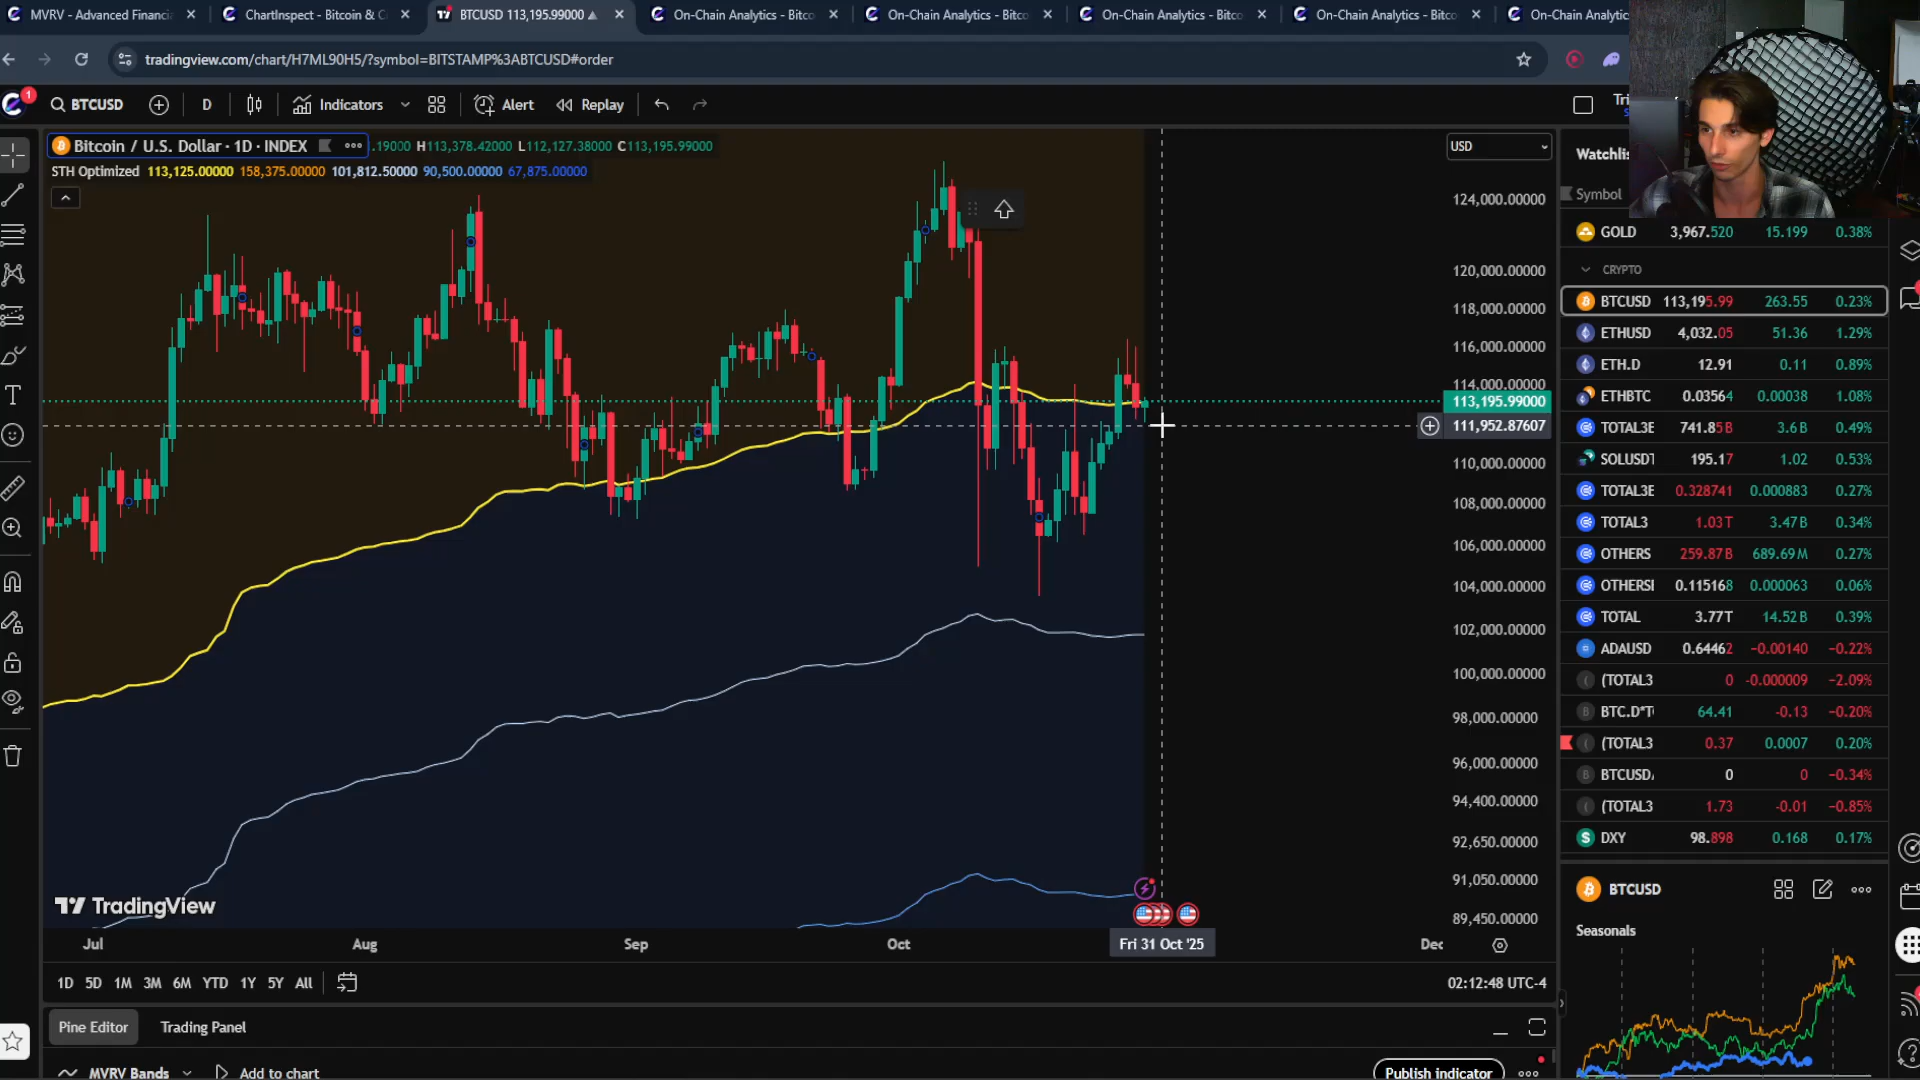 MVRV - Advanced Financia
ChartInspect - Bitcoin & C
BTCUSD 113,195.99000
On-Chain Analytics - Bitco
On-Chain Analytics - Bitco
On-Chain Analytics - Bitco
On-Chain Analytics - Bitco
On-Chain Analytic
tradingview.com/chart/H7ML90H5/?symbol=BITSTAMP%3ABTCUSD#order
1
BTCUSD
D
Indicators
Alert
Replay
Bitcoin / U.S. Dollar · 1D · INDEX
.19000 H113,378.42000 L112,127.38000 C113,195.99000
STH Optimized 113,125.00000 158,375.00000 101,812.50000 90,500.00000 67,875.00000
USD
124,000.00000
120,000.00000
118,000.00000
116,000.00000
114,000.00000
113,195.99000
111,952.87607
110,000.00000
108,000.00000
106,000.00000
104,000.00000
102,000.00000
100,000.00000
98,000.00000
96,000.00000
94,400.00000
92,650.00000
91,050.00000
89,450.00000
TradingView
Jul
Aug
Sep
Oct
Fri 31 Oct '25
Dec
1D 5D 1M 3M 6M YTD 1Y 5Y All
02:12:48 UTC-4
Pine Editor
Trading Panel
MVRV Bands
Add to chart
Publish indicator
Watchlis
Symbol
GOLD 3,967.520 15.199 0.38%
CRYPTO
BTCUSD 113,195.99 263.55 0.23%
ETHUSD 4,032.05 51.36 1.29%
ETH.D 12.91 0.11 0.89%
ETHBTC 0.03564 0.00038 1.08%
TOTAL3E 741.85B 3.6B 0.49%
SOLUSDT 195.17 1.02 0.53%
TOTAL3E 0.328741 0.000883 0.27%
TOTAL3 1.03T 3.47B 0.34%
OTHERS 259.87B 689.69M 0.27%
OTHERSI 0.115168 0.000063 0.06%
TOTAL 3.77T 14.52B 0.39%
ADAUSD 0.64462 -0.00140 -0.22%
(TOTAL3 0 -0.000009 -2.09%
BTC.D*T 64.41 -0.13 -0.20%
(TOTAL3 0.37 0.0007 0.20%
BTCUSD/ 0 0 -0.34%
(TOTAL3 1.73 -0.01 -0.85%
DXY 98.898 0.168 0.17%
BTCUSD
Seasonals